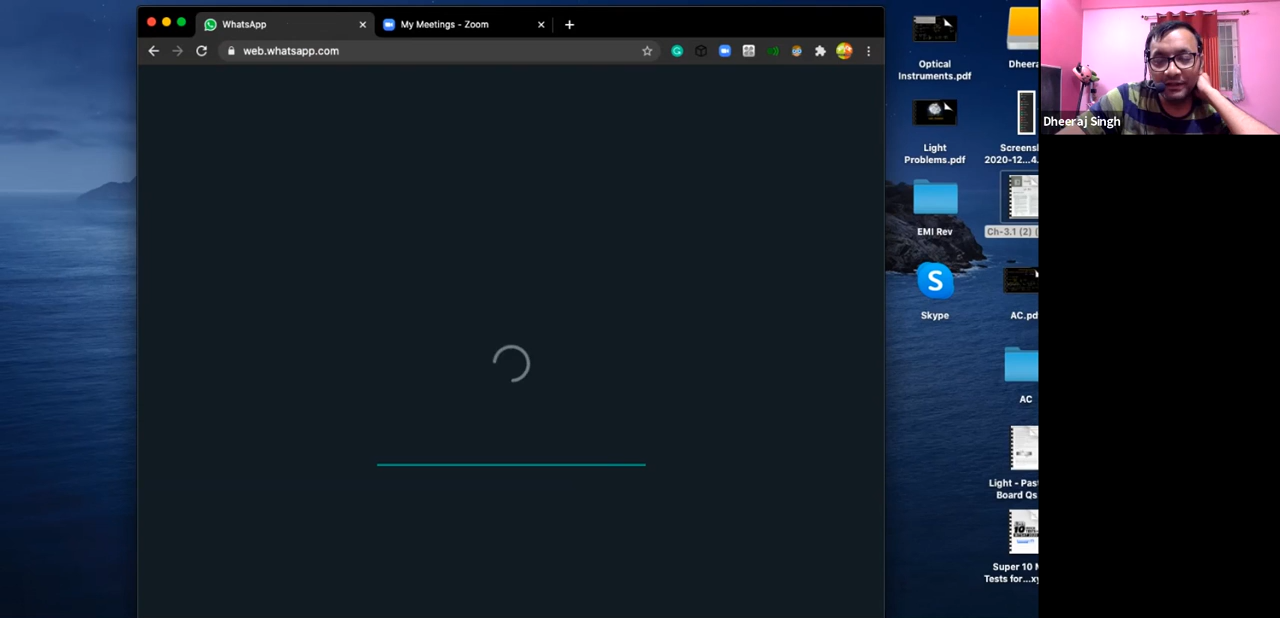 WhatsApp
My Meetings - Zoom
web.whatsapp.com
Optical
Instruments.pdf
Dheeraj
Light
Problems.pdf
Screensh
2020-12...4.
EMI Rev
Ch-3.1 (2) (
S
Skype
AC.pd
AC
Light - Past
Board Qs
10
Super 10 M
Tests for...xy
Dheeraj Singh